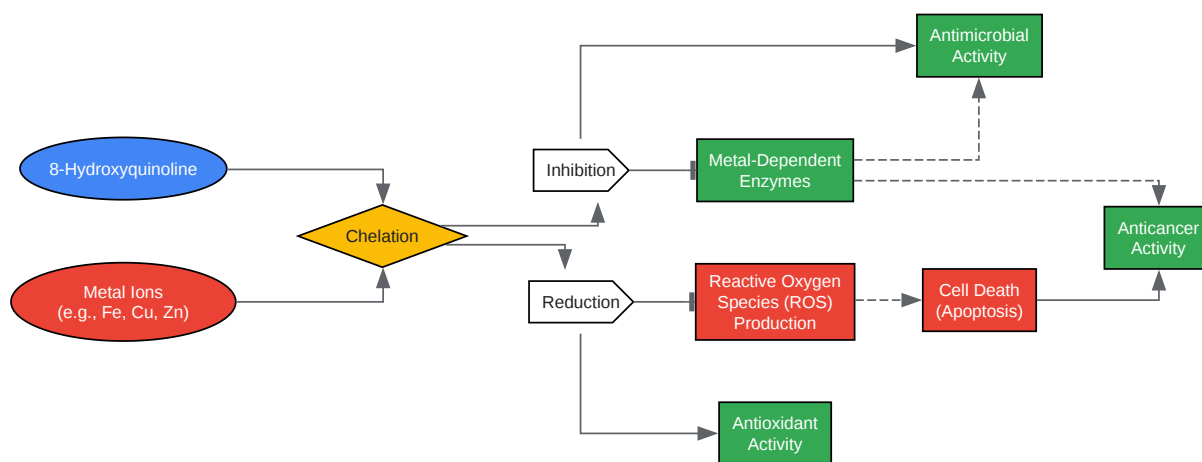 Antimicrobial
Activity
8-Hydroxyquinoline
Inhibition
Metal-Dependent
Enzymes
Chelation
Anticancer
Activity
Metal Ions
(e.g., Fe, Cu, Zn)
Reduction
Reactive Oxygen
Species (ROS)
Production
Cell Death
(Apoptosis)
Antioxidant
Activity